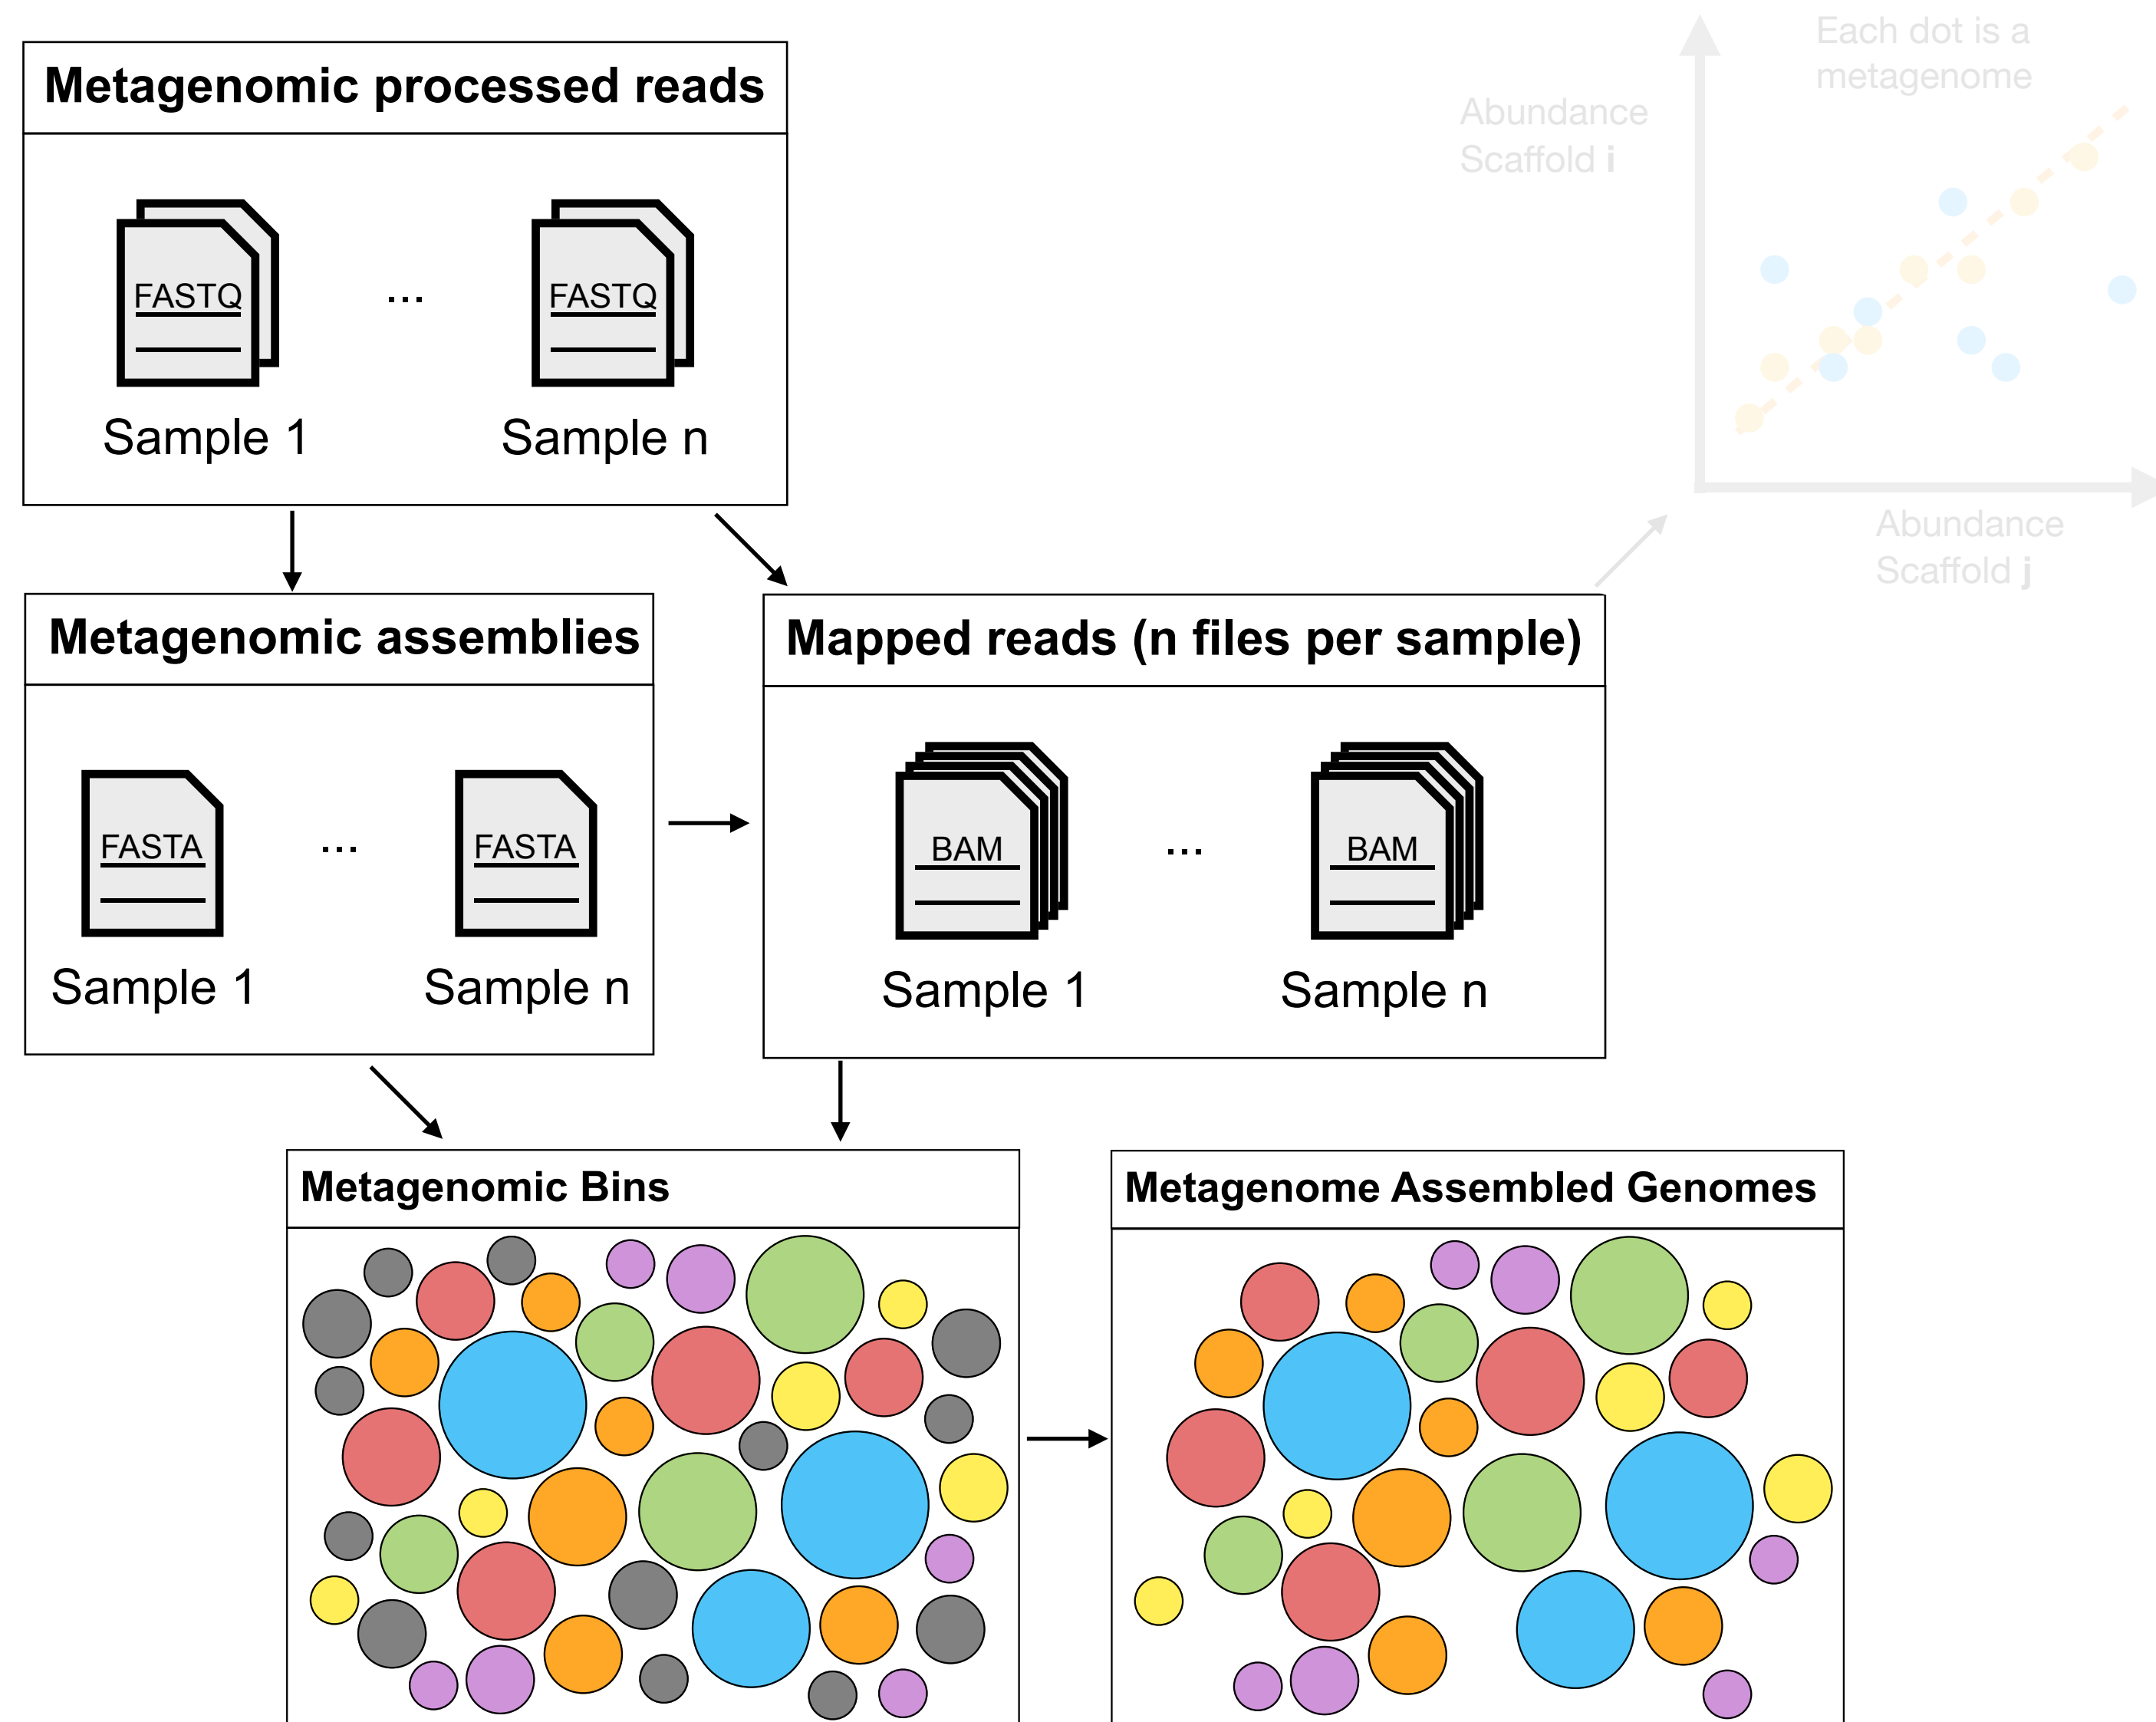 Metagenomic processed reads
FASTQ
...
FASTQ
Sample 1
Sample n
Each dot is a
metagenome
Abundance
Scaffold i
Abundance
Scaffold j
Metagenomic assemblies
FASTA
...
FASTA
Sample 1
Sample n
Mapped reads (n files per sample)
BAM
...
BAM
Sample 1
Sample n
Metagenomic Bins
Metagenome Assembled Genomes